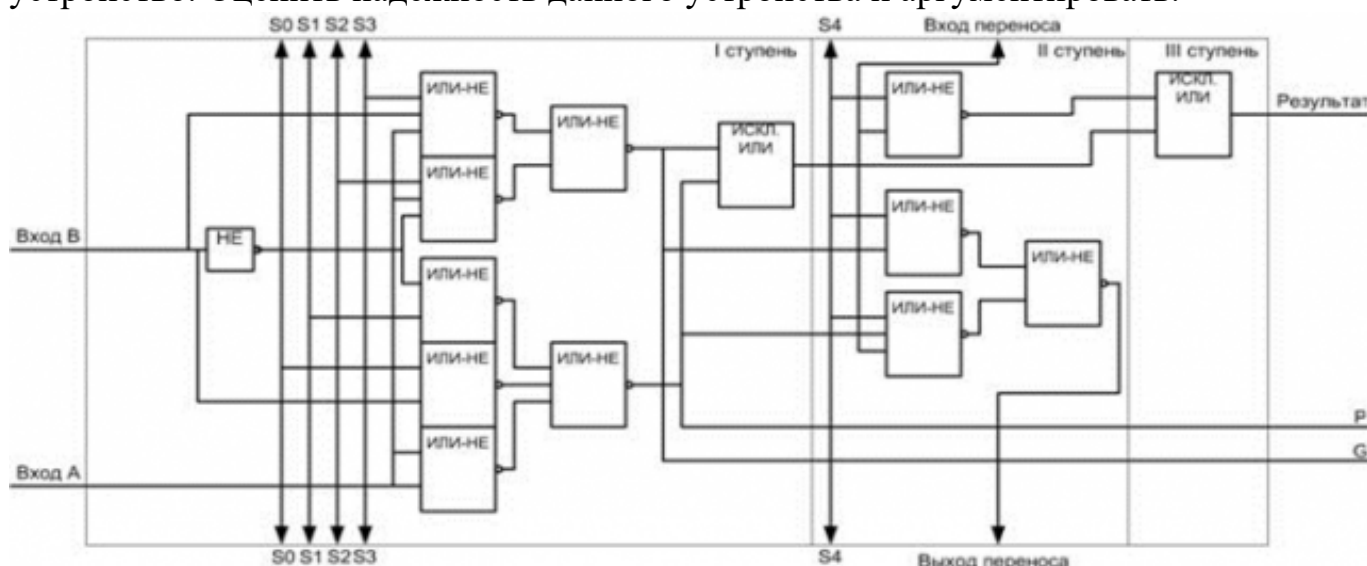 устройство? Оценить надежность данного устройства и аргументировать.
S0 S1 S2 S3
S4
Вход переноса
I ступень
II ступень
III ступень
ИЛИ-НЕ
ИЛИ-НЕ
ИСКЛ.
ИЛИ
ИЛИ-НЕ
ИСКЛ.
ИЛИ
Результат
ИЛИ-НЕ
ИЛИ-НЕ
Вход В
НЕ
ИЛИ-НЕ
ИЛИ-НЕ
ИЛИ-НЕ
ИЛИ-НЕ
ИЛИ-НЕ
ИЛИ-НЕ
P
ИЛИ-НЕ
G
Вход А
S0 S1 S2 S3
S4
Выход переноса